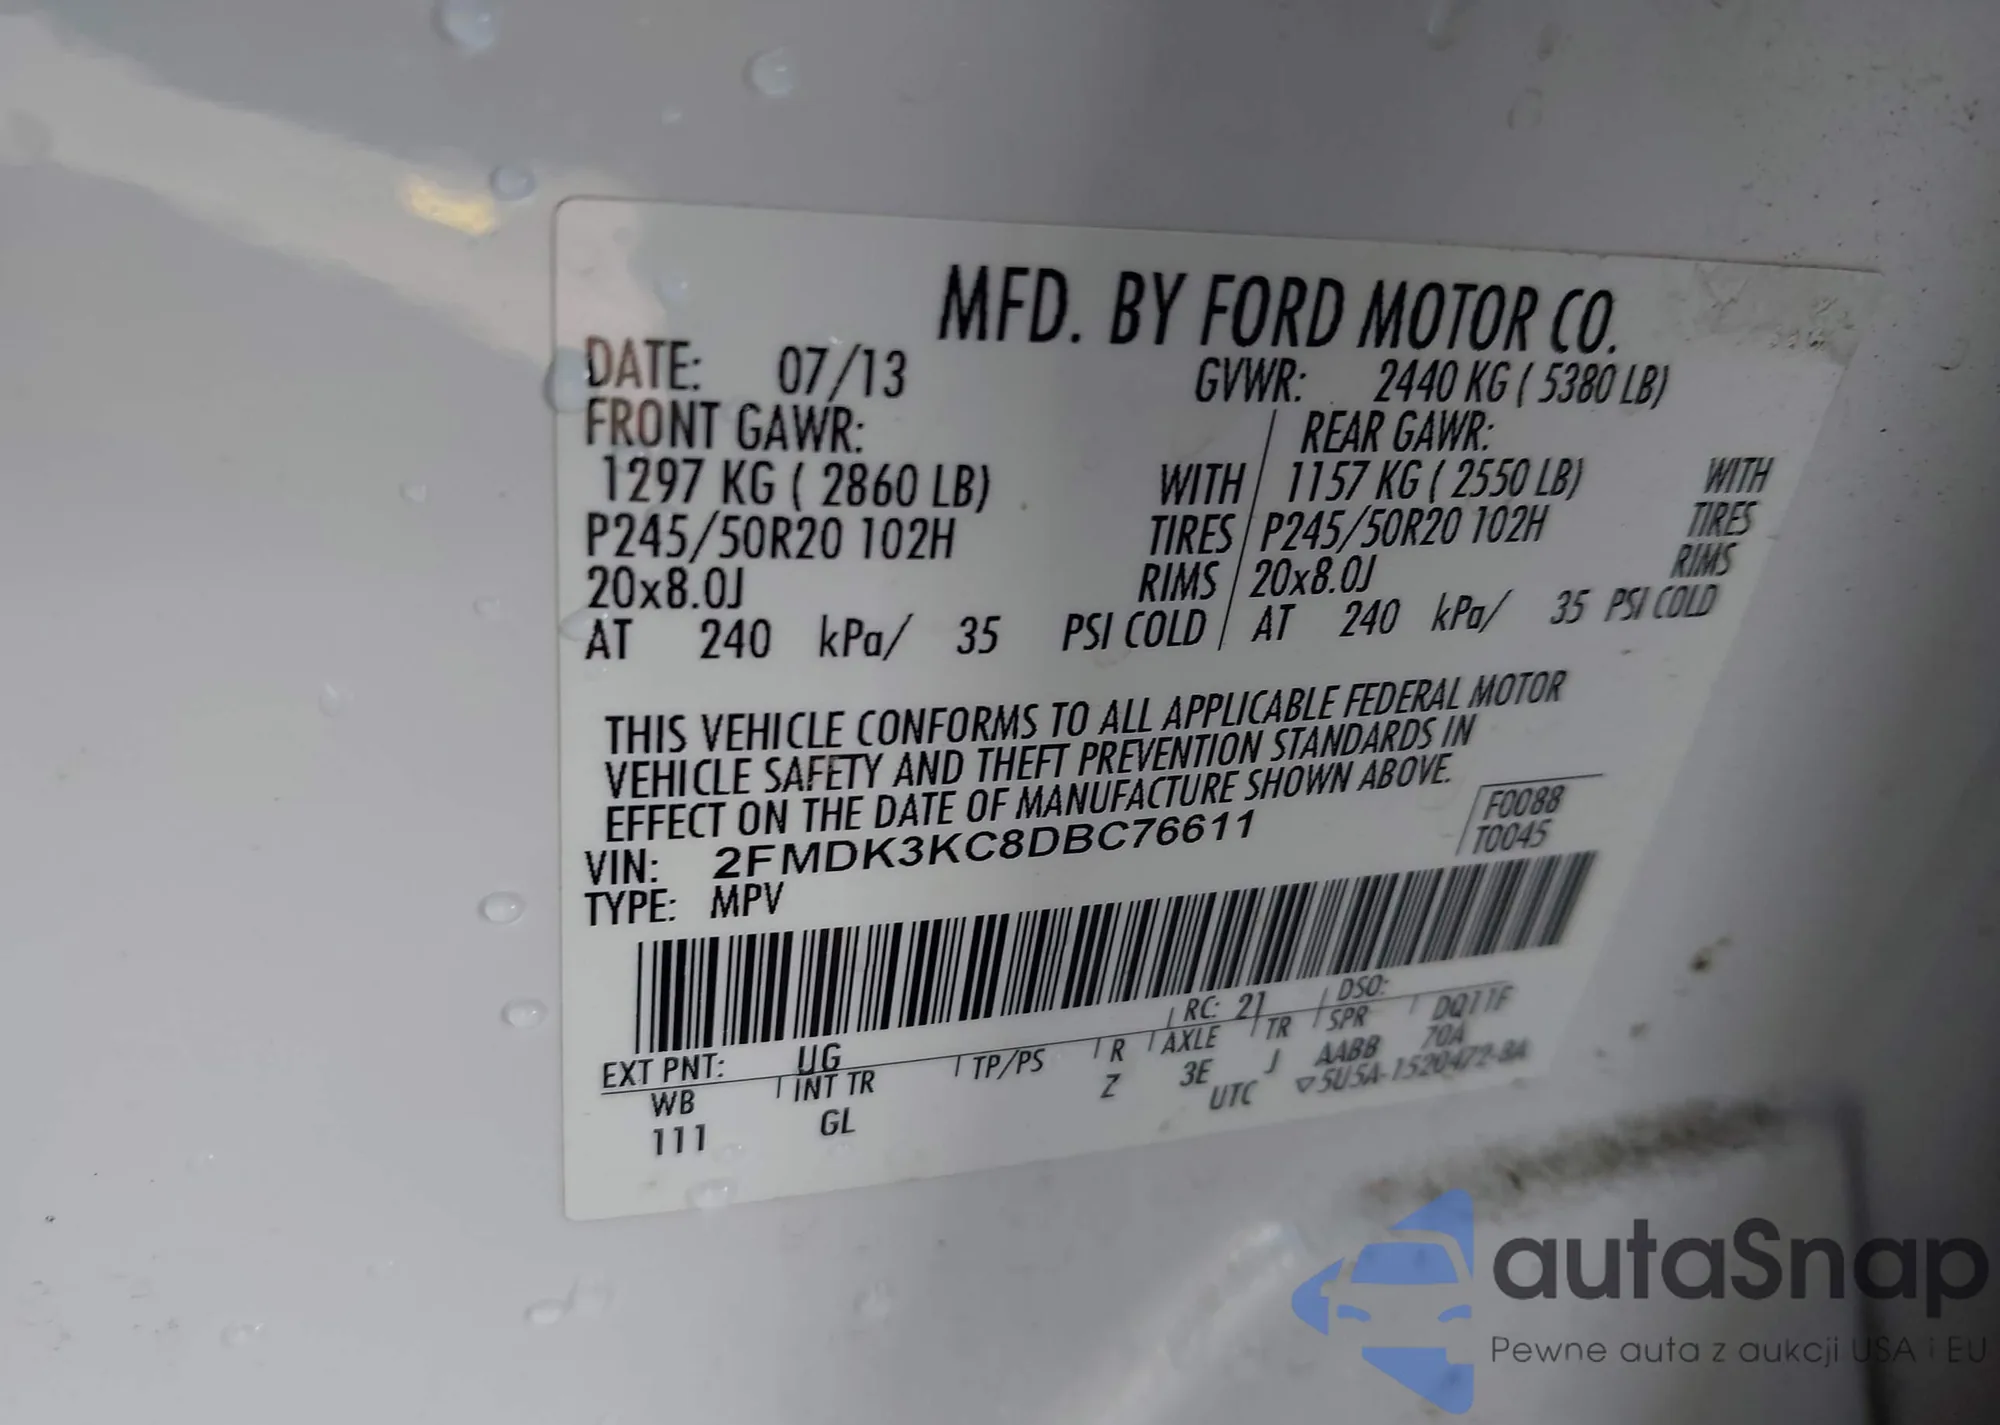 MFD. BY FORD MOTOR CO.
DATE: 07/13 GVWR: 2440 KG ( 5380 LB)
FRONT GAWR: REAR GAWR:
1297 KG ( 2860 LB) WITH 1157 KG ( 2550 LB) WITH
P245/50R20 102H TIRES P245/50R20 102H TIRES
20x8.0J RIMS 20x8.0J RIMS
AT 240 kPa/ 35 PSI COLD AT 240 kPa/ 35 PSI COLD
THIS VEHICLE CONFORMS TO ALL APPLICABLE FEDERAL MOTOR
VEHICLE SAFETY AND THEFT PREVENTION STANDARDS IN
EFFECT ON THE DATE OF MANUFACTURE SHOWN ABOVE.
F0088
T0045
VIN: 2FMDK3KC8DBC76611
TYPE: MPV
EXT PNT: UG RC: 21 DSO:
WB INT TR TP/PS R AXLE TR SPR DQ11F
111 GL Z 3E J AABB 70A
UTC ▽5U5A-1520472-BA
autaSnap
Pewne auta z aukcji USA i EU